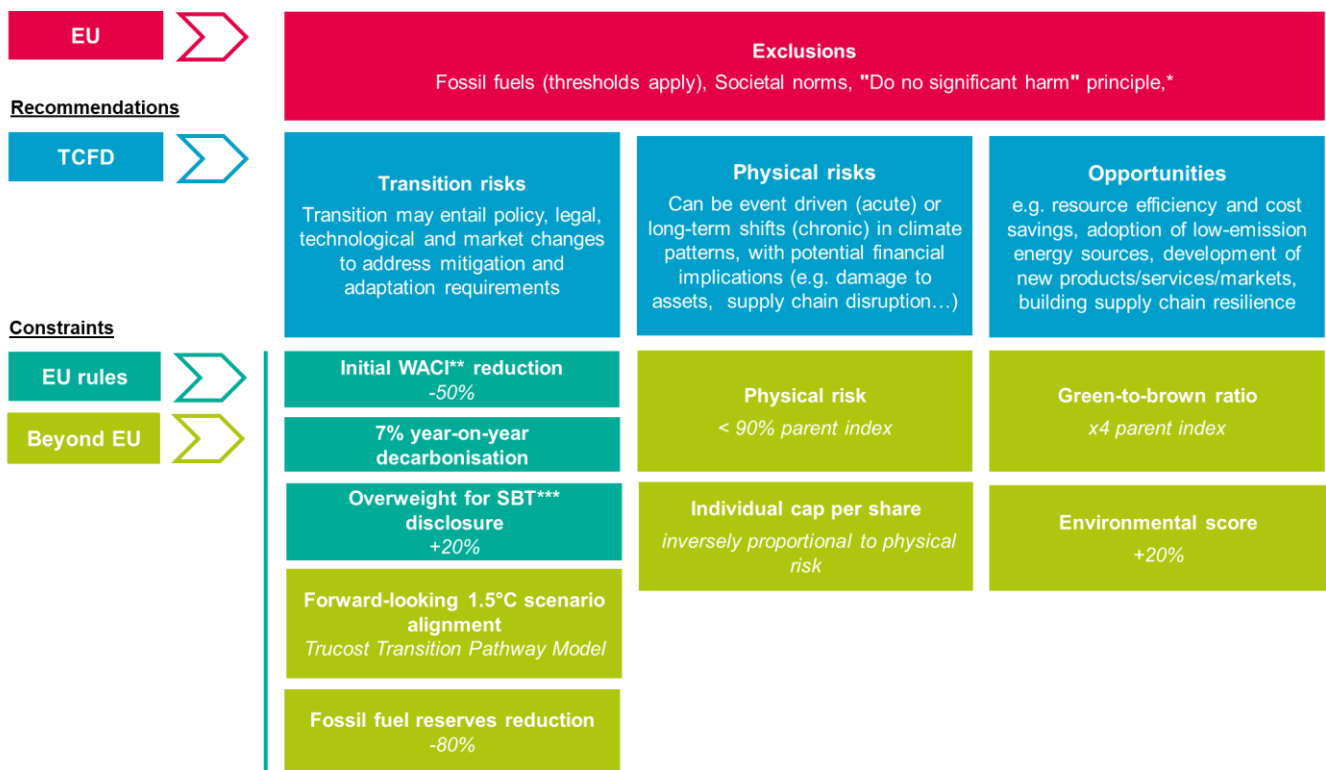 EU
Exclusions
Fossil fuels (thresholds apply), Societal norms, "Do no significant harm" principle,*
Recommendations
TCFD
Transition risks
Transition may entail policy, legal,
technological and market changes
to address mitigation and
adaptation requirements
Physical risks
Can be event driven (acute) or
long-term shifts (chronic) in climate
patterns, with potential financial
implications (e.g. damage to
assets, supply chain disruption…)
Opportunities
e.g. resource efficiency and cost
savings, adoption of low-emission
energy sources, development of
new products/services/markets,
building supply chain resilience
Constraints
EU rules
Beyond EU
Initial WACI** reduction
-50%
7% year-on-year
decarbonisation
Overweight for SBT***
disclosure
+20%
Forward-looking 1.5°C scenario
alignment
Trucost Transition Pathway Model
Fossil fuel reserves reduction
-80%
Physical risk
< 90% parent index
Individual cap per share
inversely proportional to physical
risk
Green-to-brown ratio
x4 parent index
Environmental score
+20%